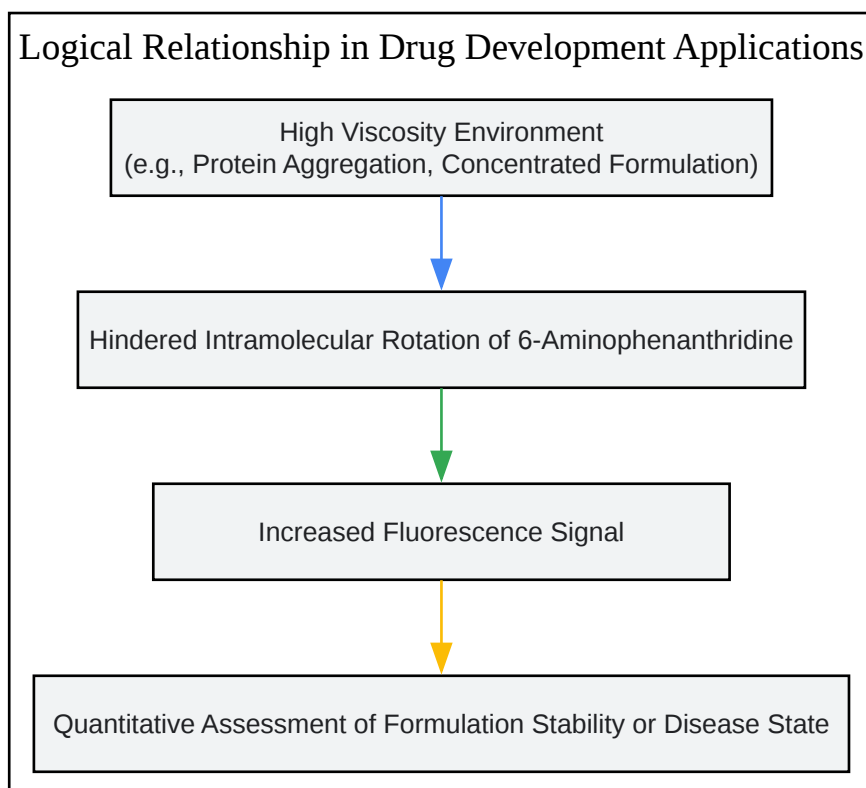 Logical Relationship in Drug Development Applications
High Viscosity Environment
(e.g., Protein Aggregation, Concentrated Formulation)
Hindered Intramolecular Rotation of 6-Aminophenanthridine
Increased Fluorescence Signal
Quantitative Assessment of Formulation Stability or Disease State